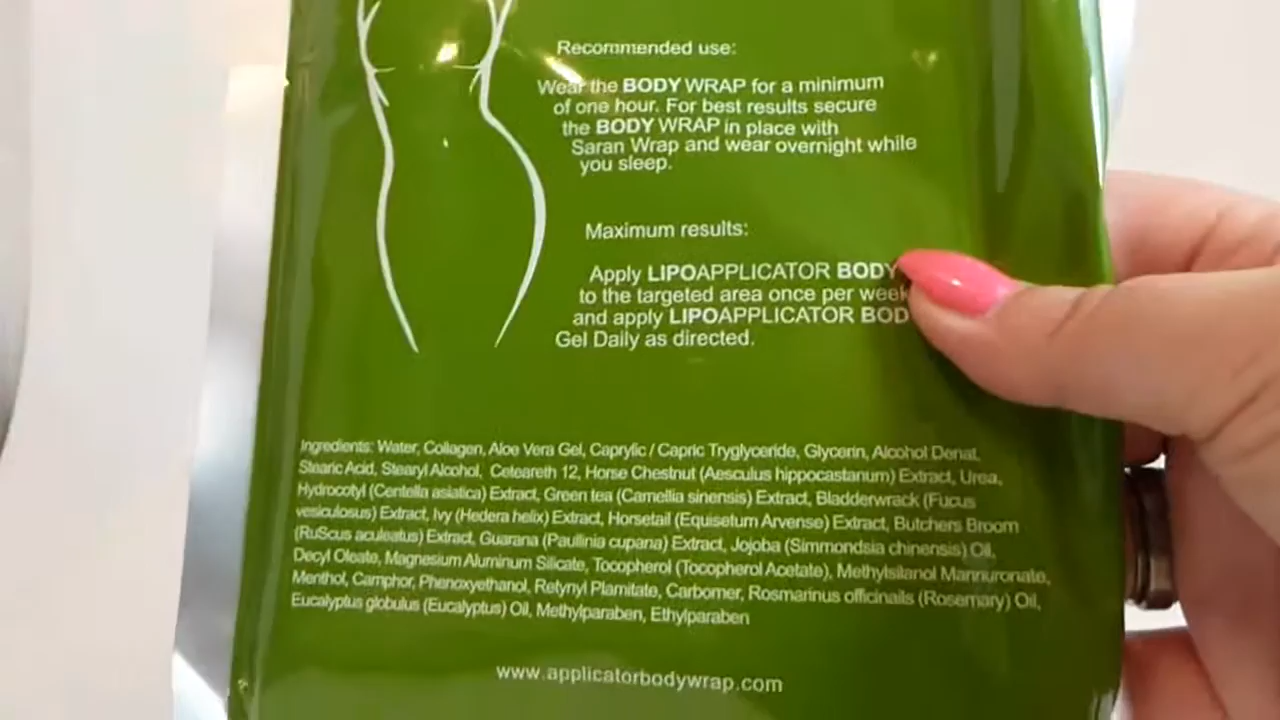 Recommended use:
Wear the BODY WRAP for a minimum
of one hour. For best results secure
the BODY WRAP in place with
Saran Wrap and wear overnight while
you sleep.
Maximum results:
Apply LIPOAPPLICATOR BODY
to the targeted area once per week
and apply LIPOAPPLICATOR BOD
Gel Daily as directed.
Ingredients: Water, Collagen, Aloe Vera Gel, Caprylic / Capric Tryglyceride, Glycerin, Alcohol Denat,
Stearic Acid, Stearyl Alcohol, Ceteareth 12, Horse Chestnut (Aesculus hippocastanum) Extract, Urea,
Hydrocotyl (Centella asiatica) Extract, Green tea (Camellia sinensis) Extract, Bladderwrack (Fucus
vesiculosus) Extract, Ivy (Hedera helix) Extract, Horsetail (Equisetum Arvense) Extract, Butchers Broom
(RuScus aculeatus) Extract, Guarana (Paullinia cupana) Extract, Jojoba (Simmondsia chinensis) Oil,
Decyl Oleate, Magnesium Aluminum Silicate, Tocopherol (Tocopherol Acetate), Methylsilanol Mannuronate,
Menthol, Camphor, Phenoxyethanol, Retynyl Plamitate, Carbomer, Rosmarinus officinails (Rosemary) Oil,
Eucalyptus globulus (Eucalyptus) Oil, Methylparaben, Ethylparaben
www.applicatorbodywrap.com